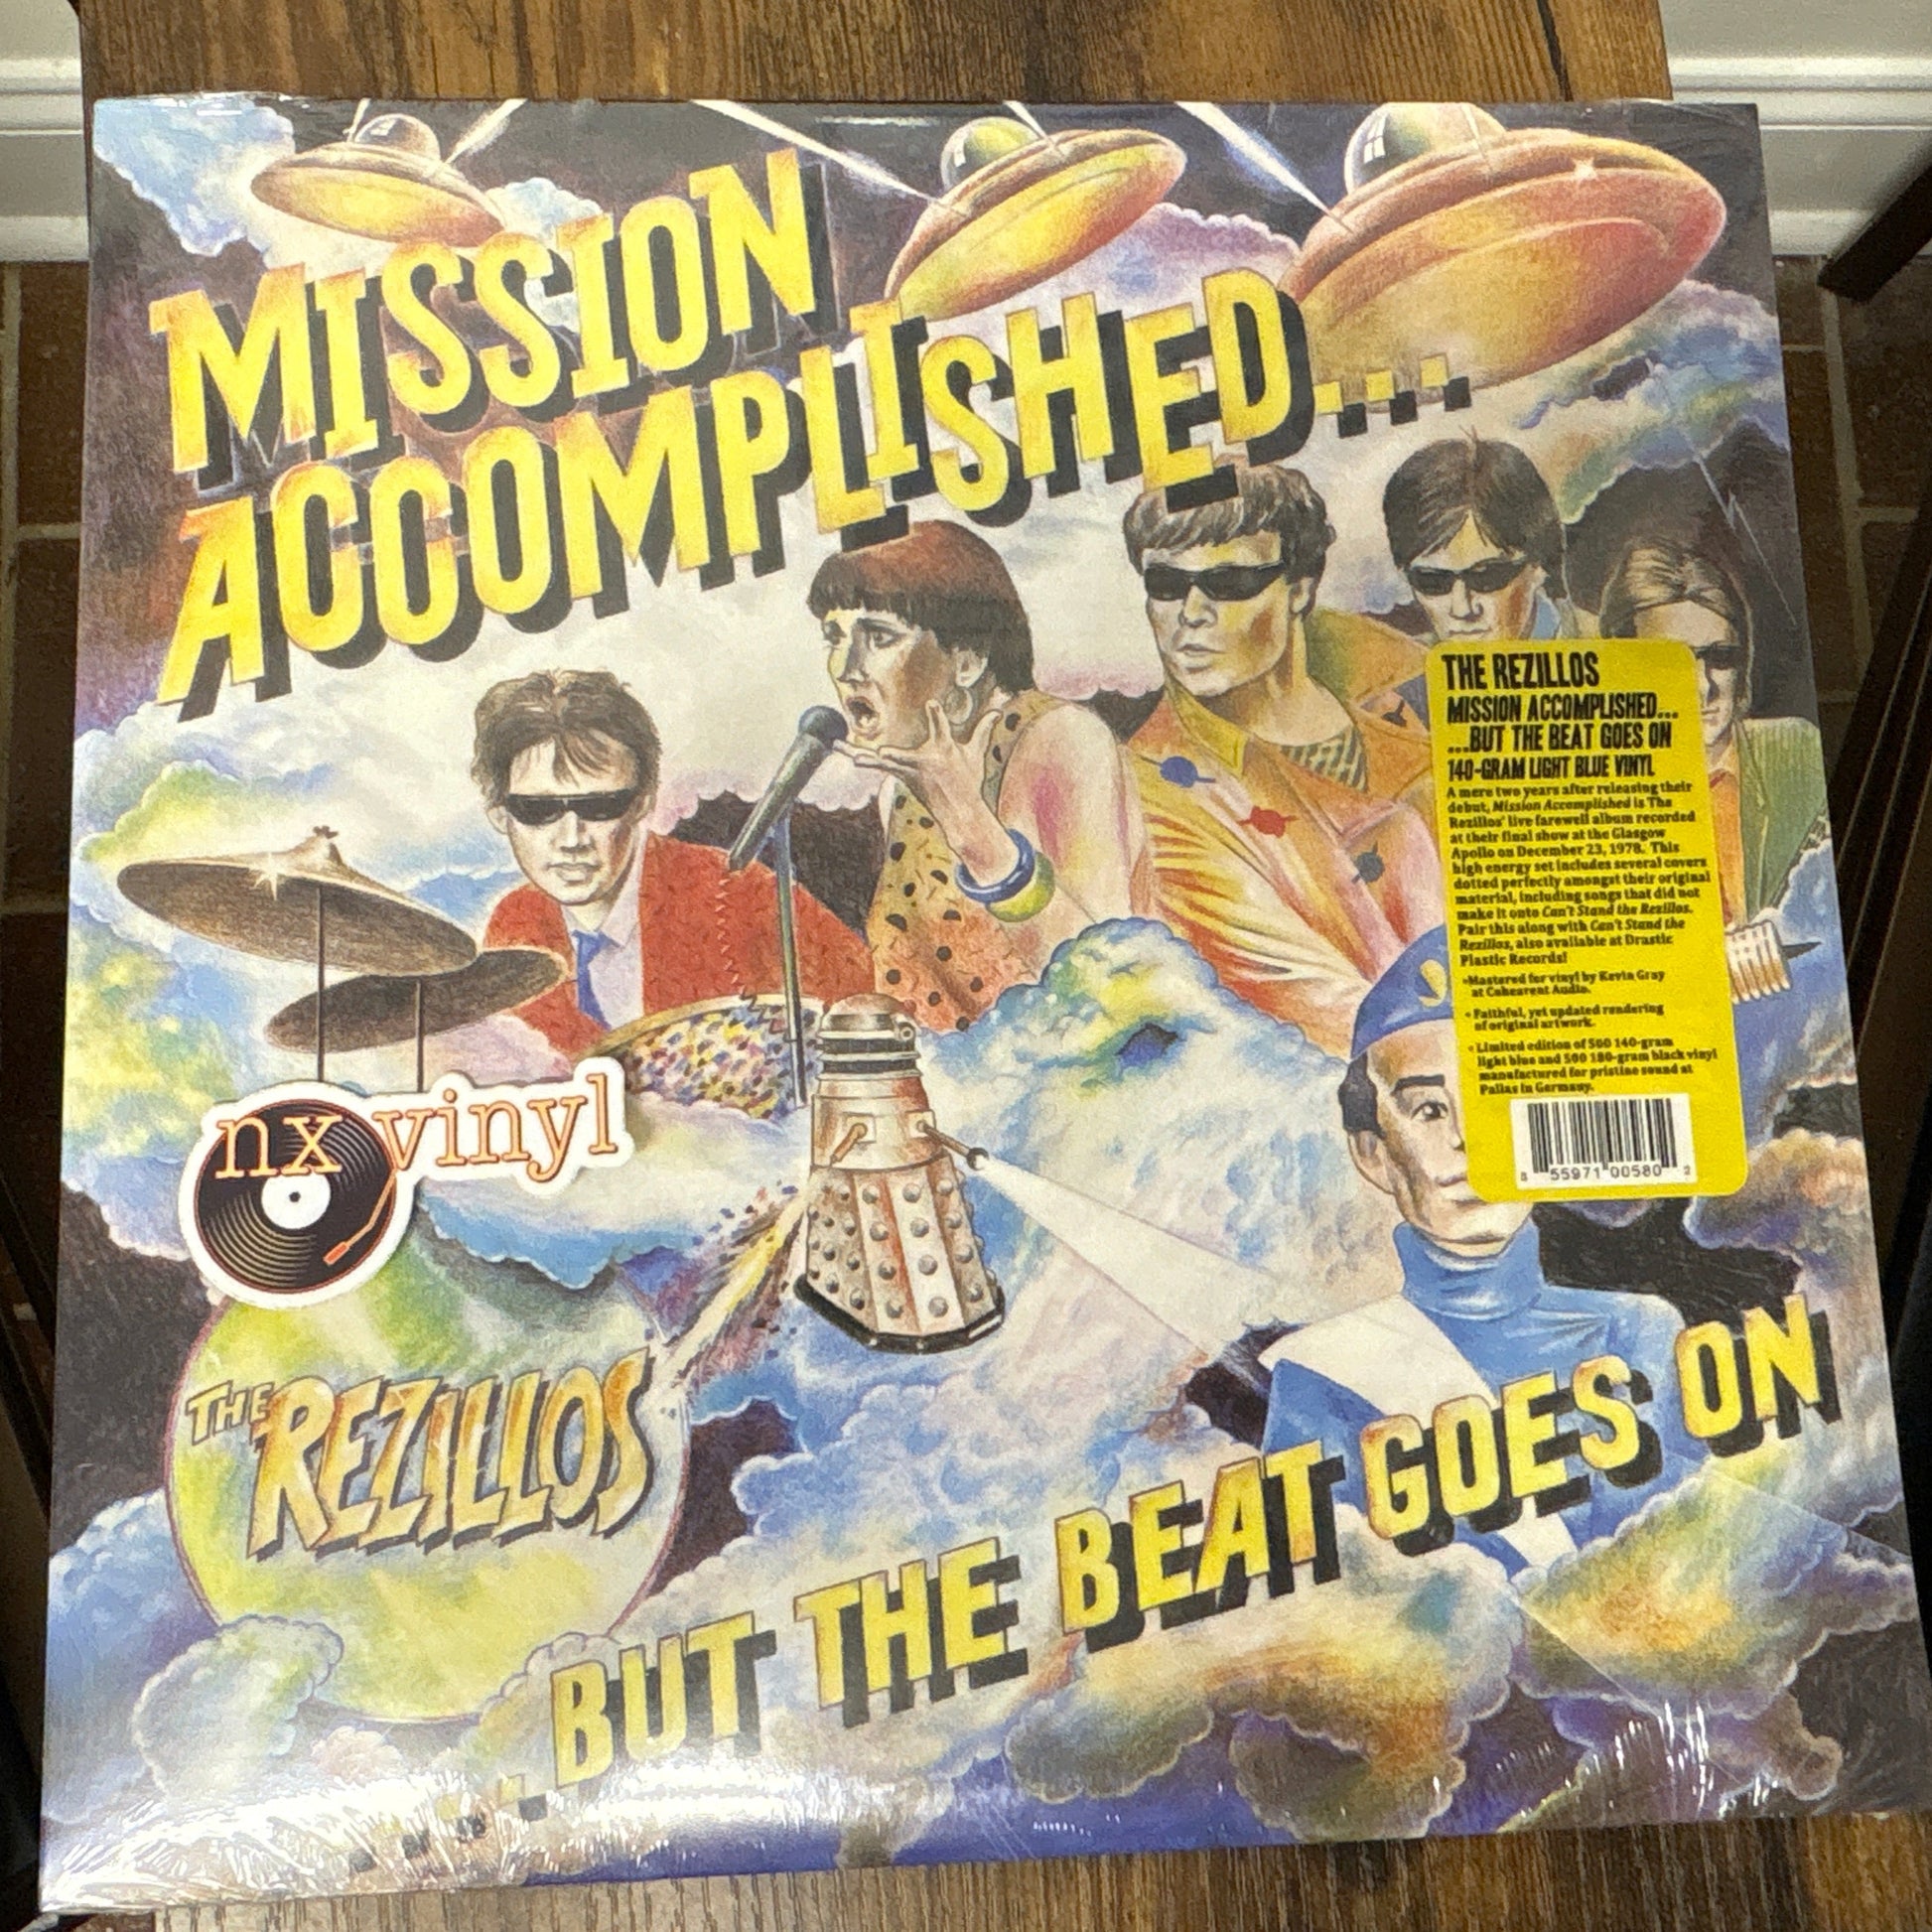 MISSION
ACCOMPLISHED...
THE REZILLOS
MISSION ACCOMPLISHED...
...BUT THE BEAT GOES ON
140-GRAM LIGHT BLUE VINYL
A mere two years after releasing their
debut, Mission Accomplished is The
Rezillos' live farewell album recorded
at their final show at the Glasgow
Apollo on December 23, 1978. This
high energy set includes several covers
dotted perfectly amongst their original
material, including songs that did not
make it onto Can't Stand the Rezillos.
Pair this along with Can't Stand the
Rezillos, also available at Drastic
Plastic Records!
•Mastered for vinyl by Kevin Gray
at Cohearent Audio.
• Faithful, yet updated rendering
of original artwork.
• Limited edition of 500 140-gram
light blue and 500 180-gram black vinyl
manufactured for pristine sound at
Pallas in Germany.
8 55971 00580 2
nx vinyl
THE REZILLOS
...BUT THE BEAT GOES ON